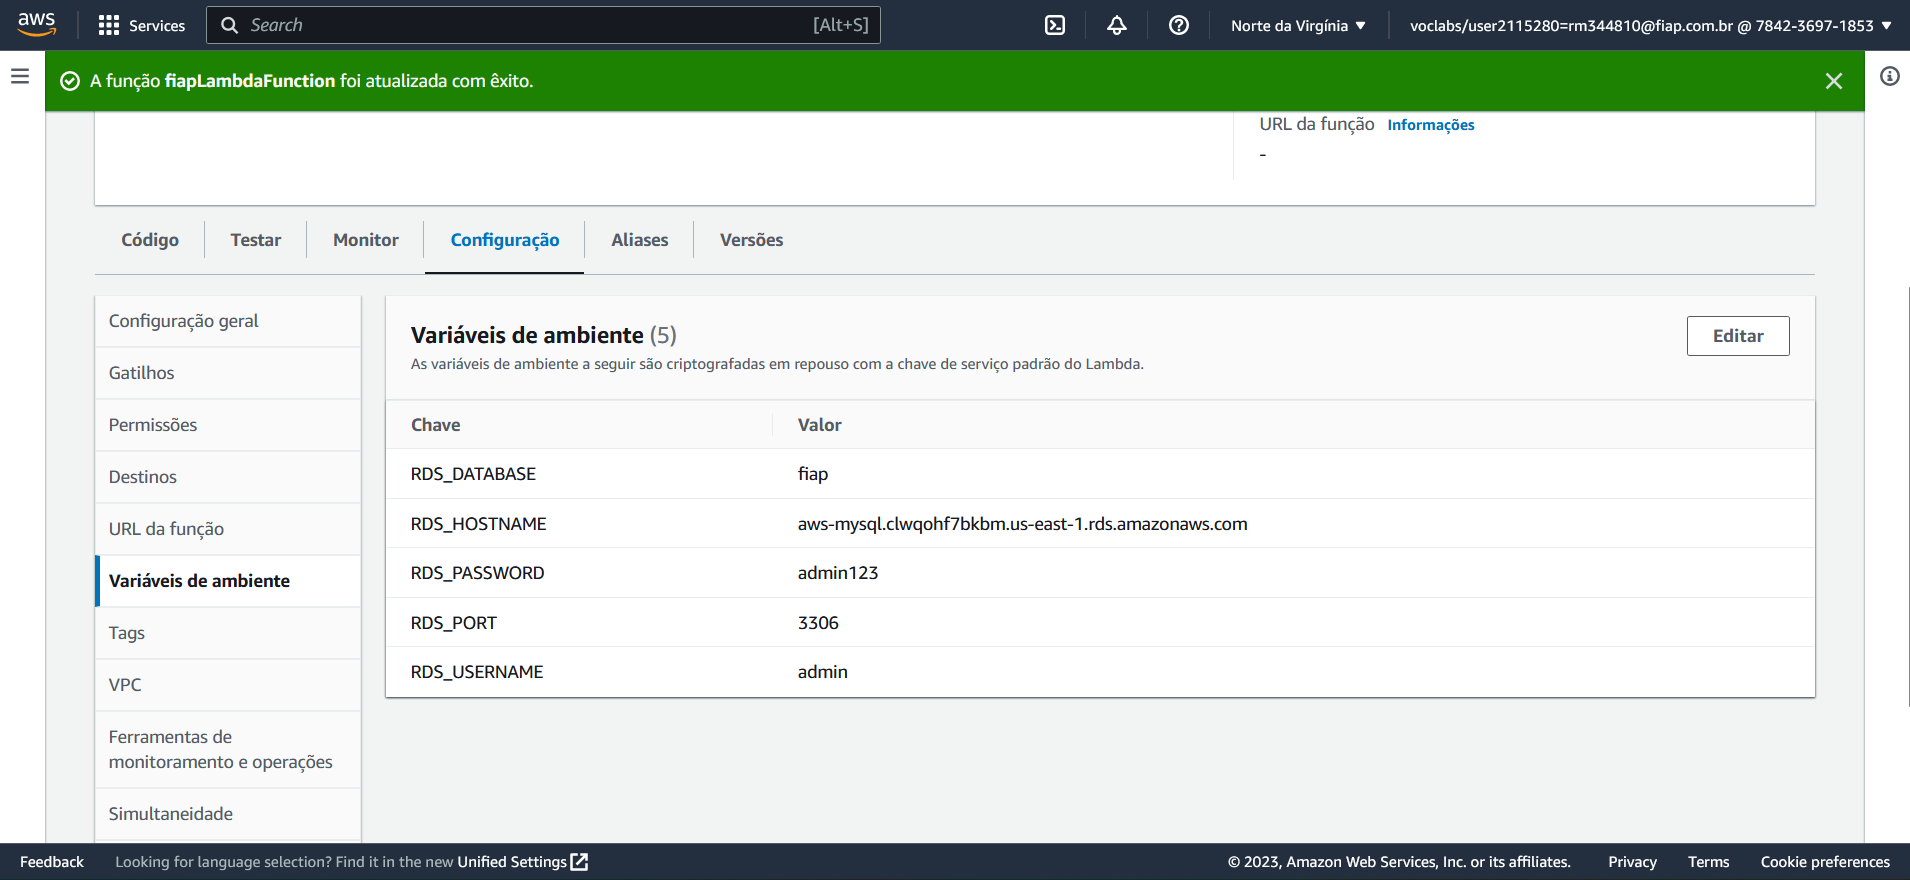 aws
Services
Search
[Alt+S]
Norte da Virgínia
voclabs/user2115280=rm344810@fiap.com.br @ 7842-3697-1853
A função fiapLambdaFunction foi atualizada com êxito.
URL da função Informações
-
Código
Testar
Monitor
Configuração
Aliases
Versões
Configuração geral
Gatilhos
Permissões
Destinos
URL da função
Variáveis de ambiente
Tags
VPC
Ferramentas de
monitoramento e operações
Simultaneidade
Variáveis de ambiente (5)
As variáveis de ambiente a seguir são criptografadas em repouso com a chave de serviço padrão do Lambda.
Editar
Chave Valor
RDS_DATABASE fiap
RDS_HOSTNAME aws-mysql.clwqohf7bkbm.us-east-1.rds.amazonaws.com
RDS_PASSWORD admin123
RDS_PORT 3306
RDS_USERNAME admin
Feedback
Looking for language selection? Find it in the new Unified Settings
© 2023, Amazon Web Services, Inc. or its affiliates.
Privacy
Terms
Cookie preferences